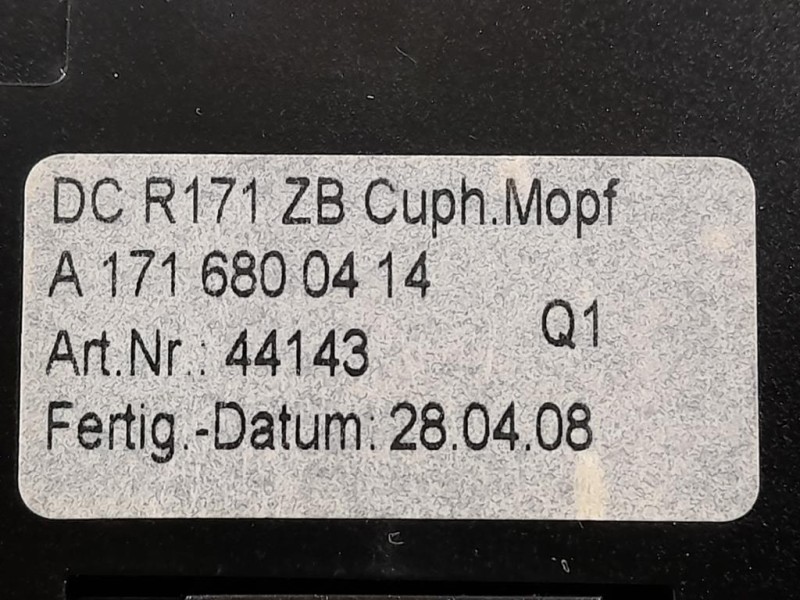 DC R171 ZB Cuph.Mopf
A 171 680 04 14
Q1
Art.Nr.: 44143
Fertig.-Datum: 28.04.08